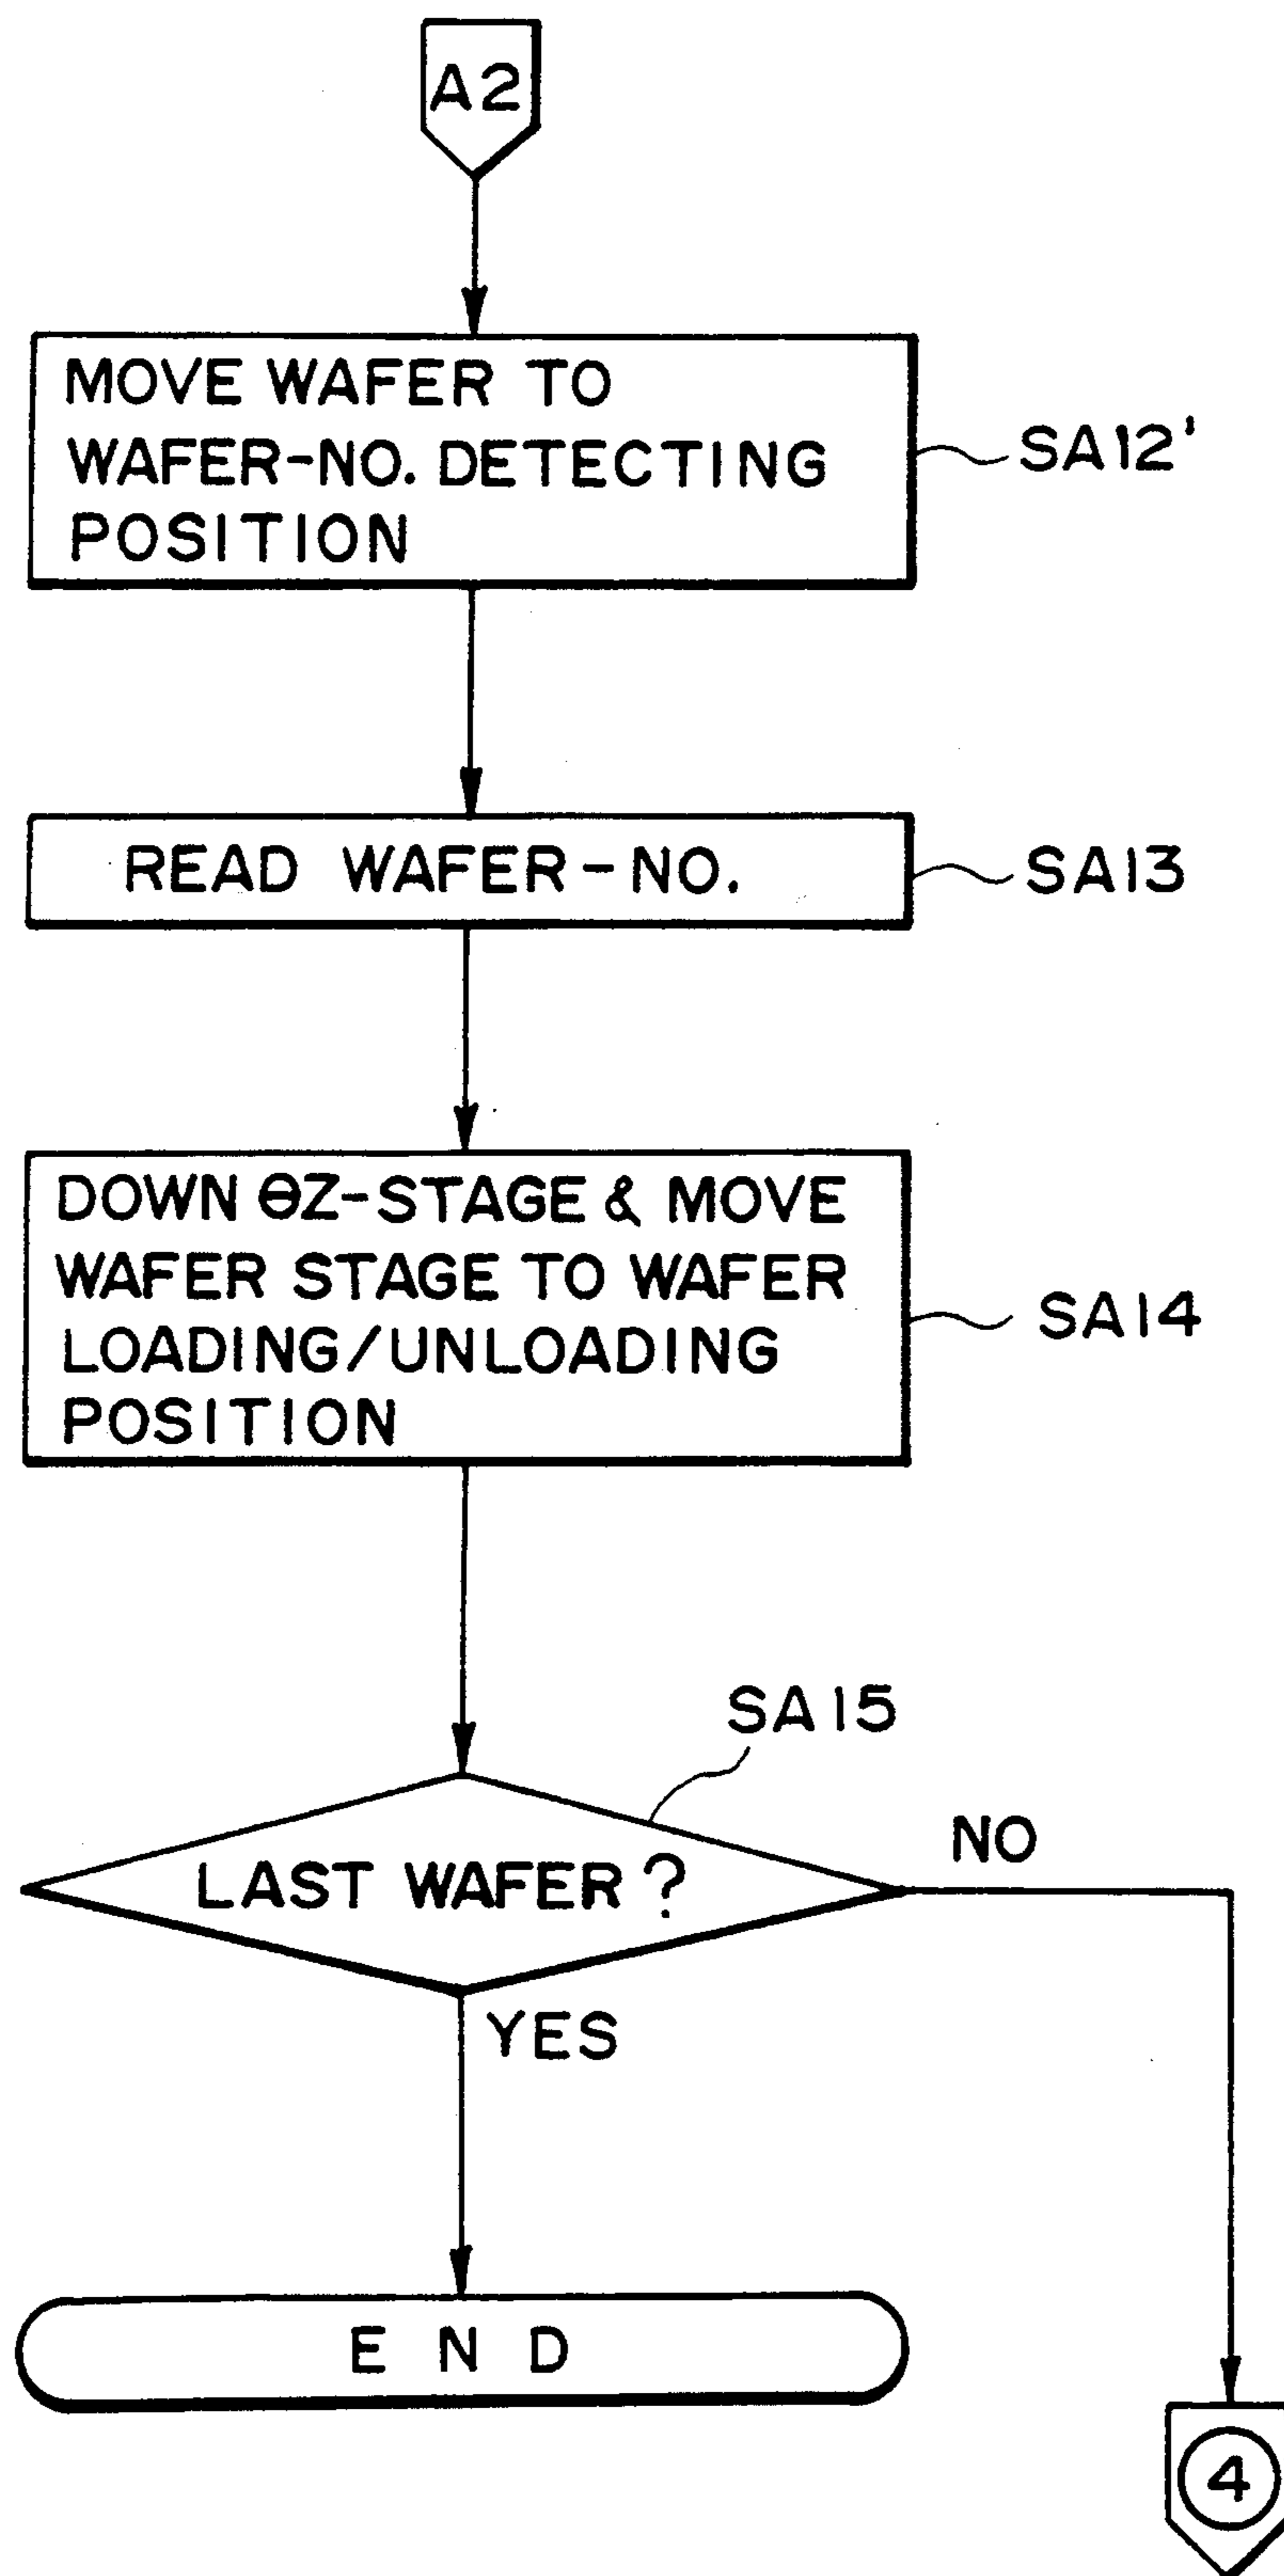 A2
MOVE WAFER TO
WAFER-NO. DETECTING
POSITION
SA12'
READ WAFER-NO.
SA13
DOWN θZ-STAGE & MOVE
WAFER STAGE TO WAFER
LOADING/UNLOADING
POSITION
SA14
SA15
LAST WAFER?
NO
YES
END
4